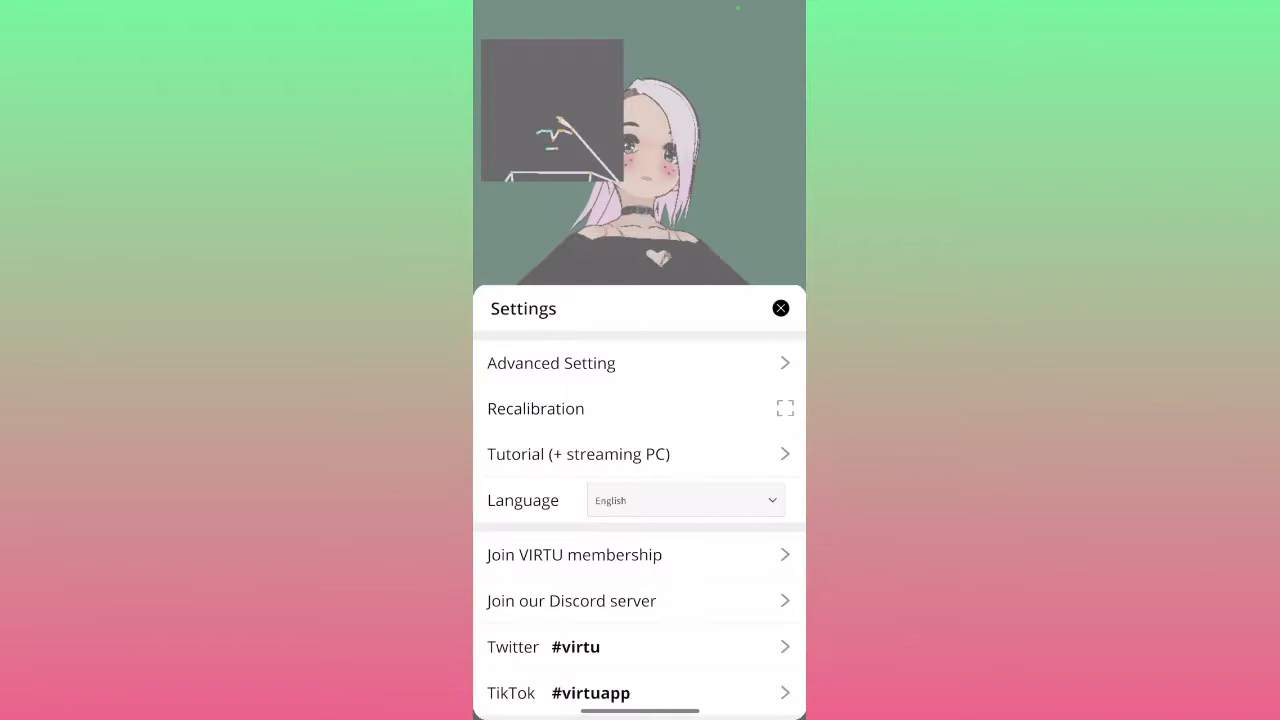 Settings
Advanced Setting
Recalibration
Tutorial (+ streaming PC)
Language English
Join VIRTU membership
Join our Discord server
Twitter #virtu
TikTok #virtuapp